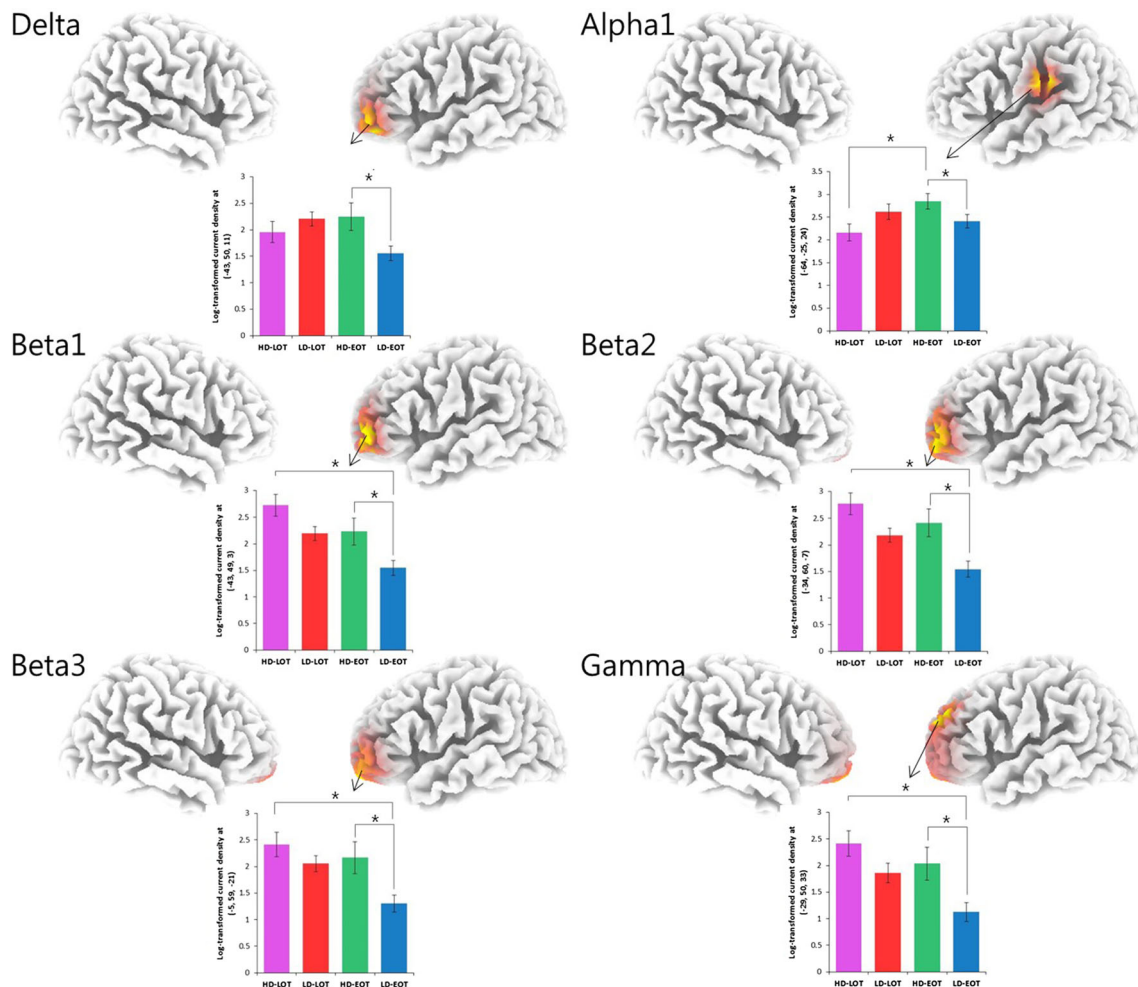 Delta
Log-transformed current density at
(-43, 50, 11)
3
2.5
2
1.5
1
0.5
0
*
HD-LOT LD-LOT HD-EOT LD-EOT
Alpha1
Log-transformed current density at
(-64, -25, 24)
3.5
3
2.5
2
1.5
1
0.5
0
*
*
HD-LOT LD-LOT HD-EOT LD-EOT
Beta1
Log-transformed current density at
(-43, 49, 3)
3
2.5
2
1.5
1
0.5
0
*
*
HD-LOT LD-LOT HD-EOT LD-EOT
Beta2
Log-transformed current density at
(-34, 60, -7)
3
2.5
2
1.5
1
0.5
0
*
*
HD-LOT LD-LOT HD-EOT LD-EOT
Beta3
Log-transformed current density at
(-5, 59, -21)
3
2.5
2
1.5
1
0.5
0
*
*
HD-LOT LD-LOT HD-EOT LD-EOT
Gamma
Log-transformed current density at
(-29, 50, 33)
3
2.5
2
1.5
1
0.5
0
*
*
HD-LOT LD-LOT HD-EOT LD-EOT